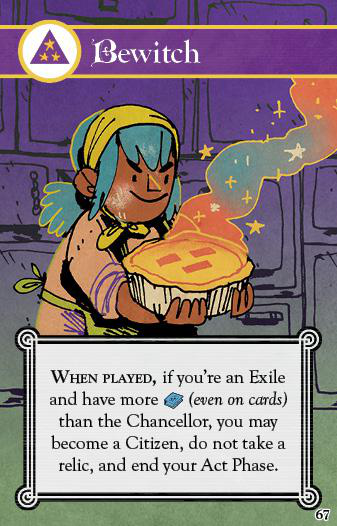 Bewitch
WHEN PLAYED, if you're an Exile
and have more (even on cards)
than the Chancellor, you may
become a Citizen, do not take a
relic, and end your Act Phase.
67